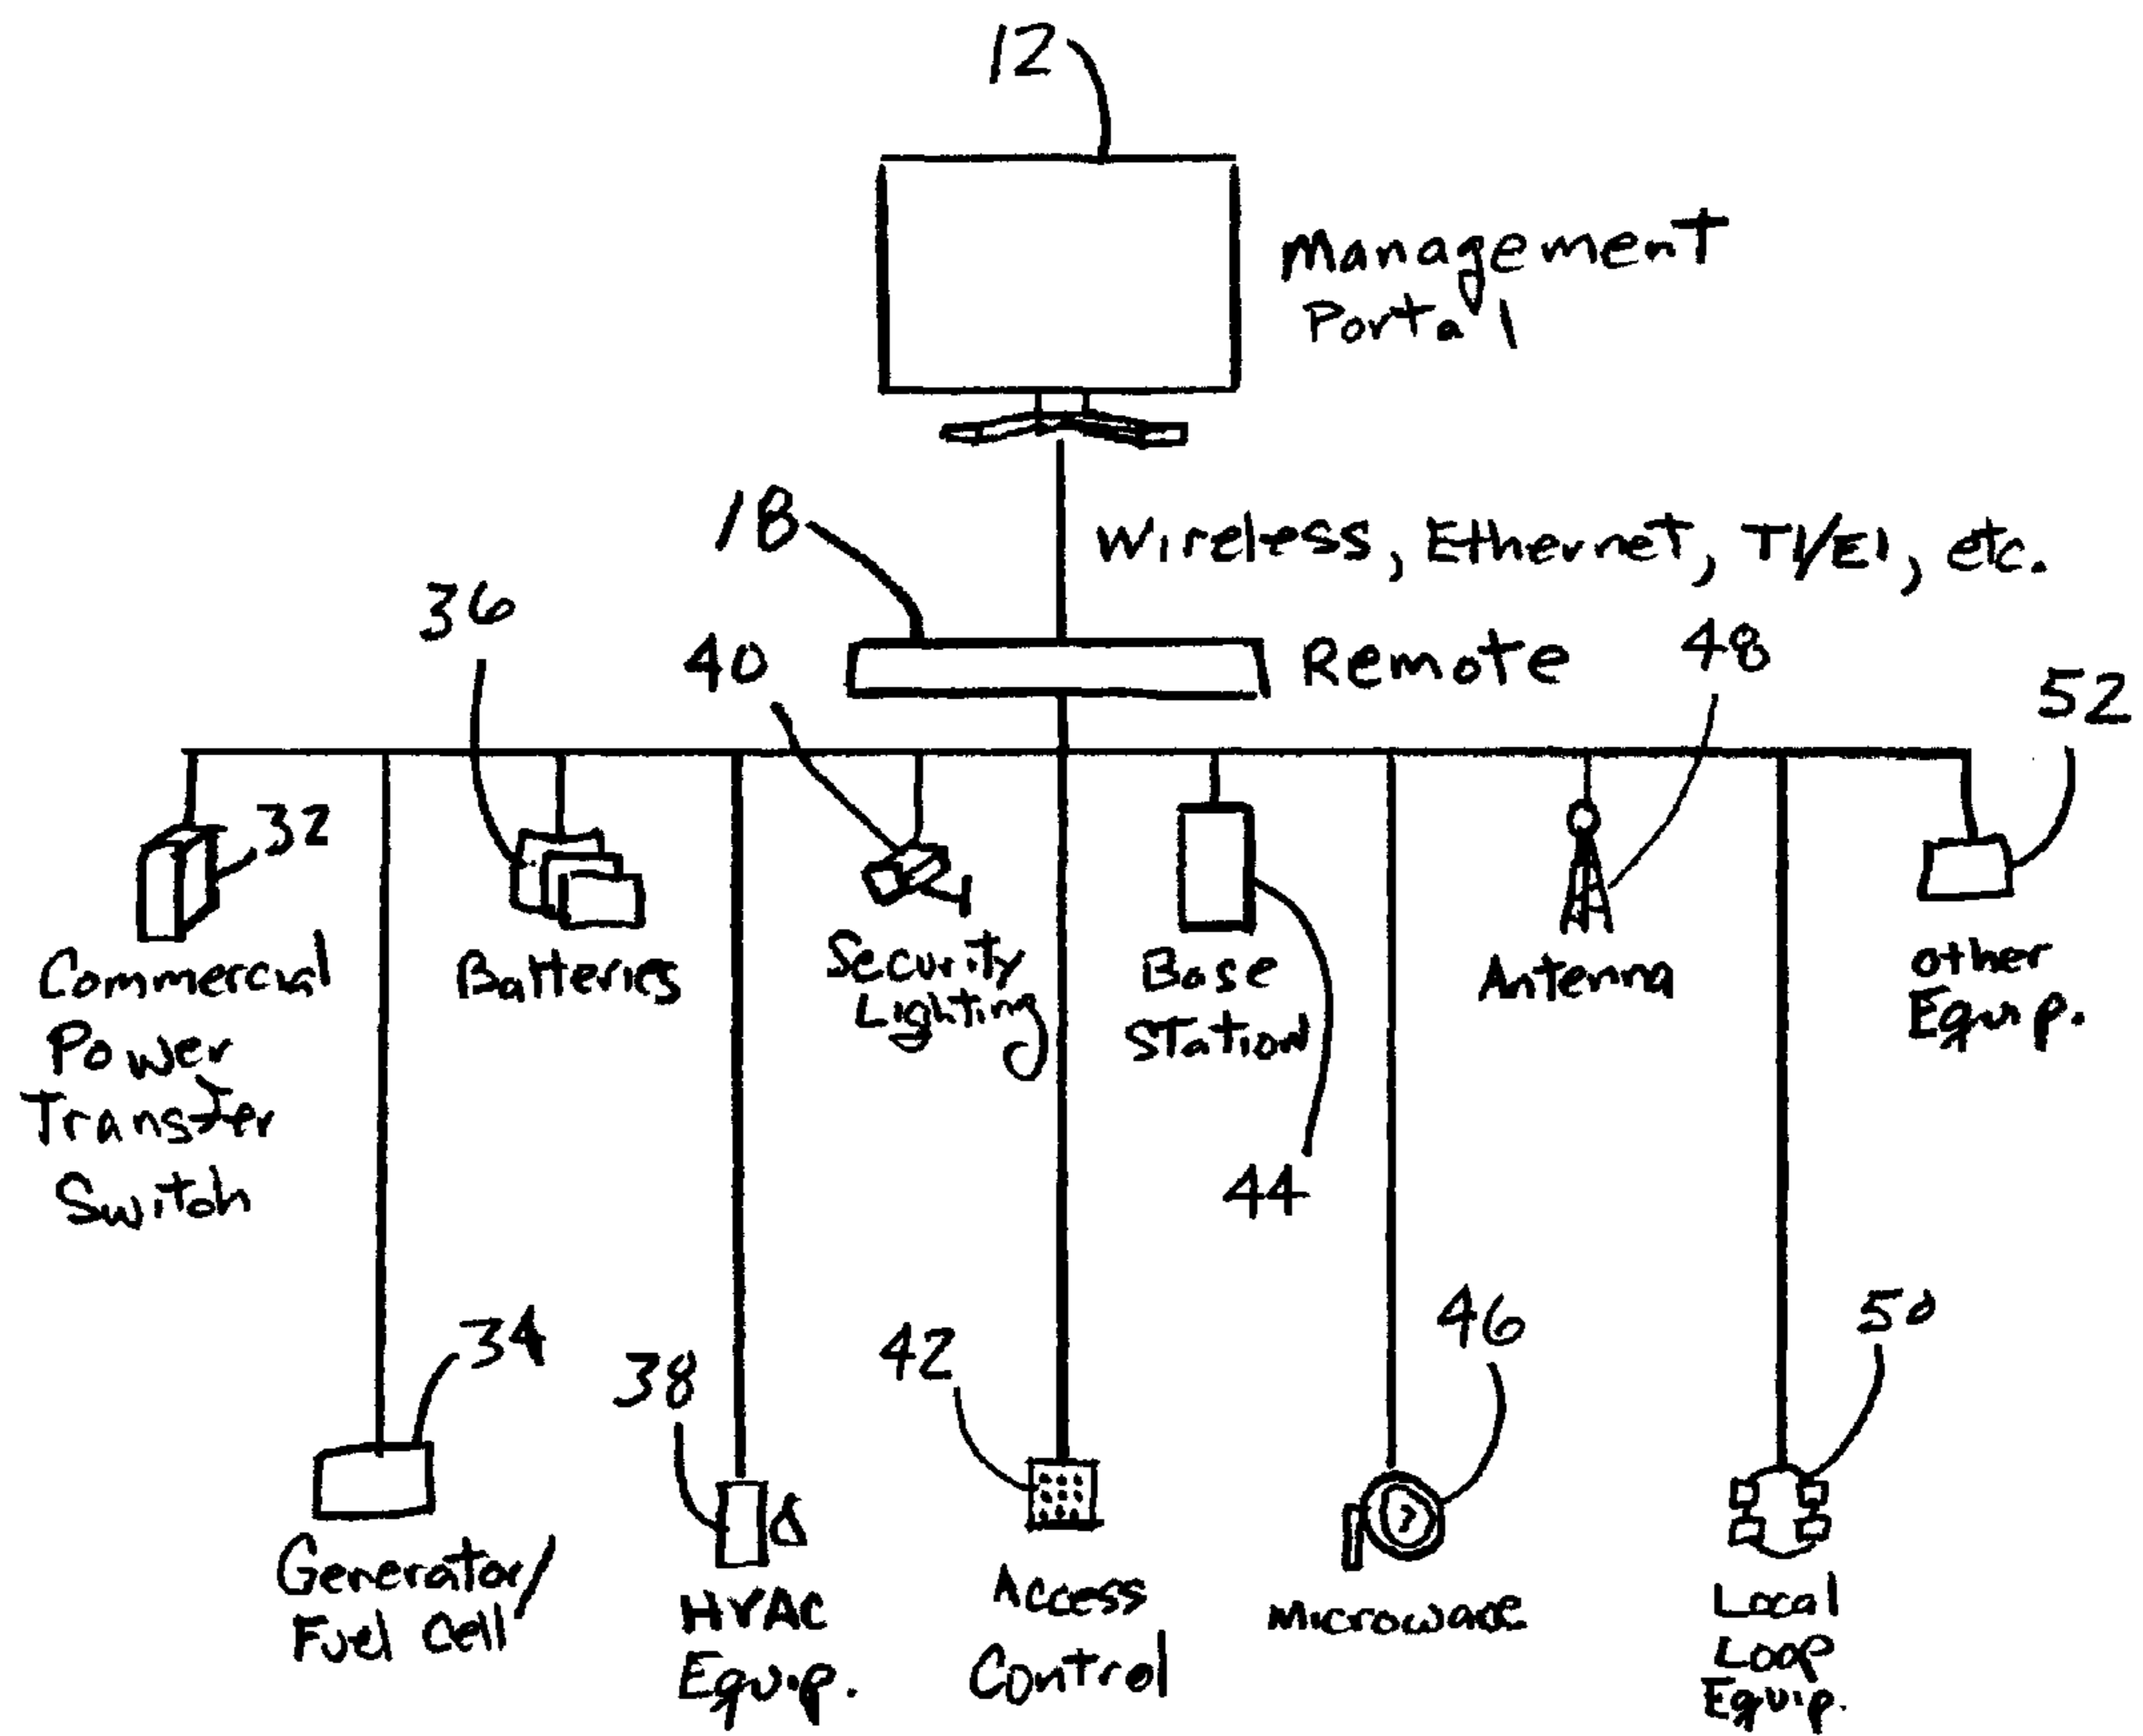 12
Management
Portal
18
Wireless, Ethernet, T1/E1, etc.
36
40
Remote
48
52
32
Commercial
Power
Transfer
Switch
Batteries
Security
Lighting
Base
Station
Antenna
other
Equip.
44
34
38
42
46
50
Generator/
Fuel Cell
HVAC
Equip.
Access
Control
Microwave
Local
Loop
Equip.